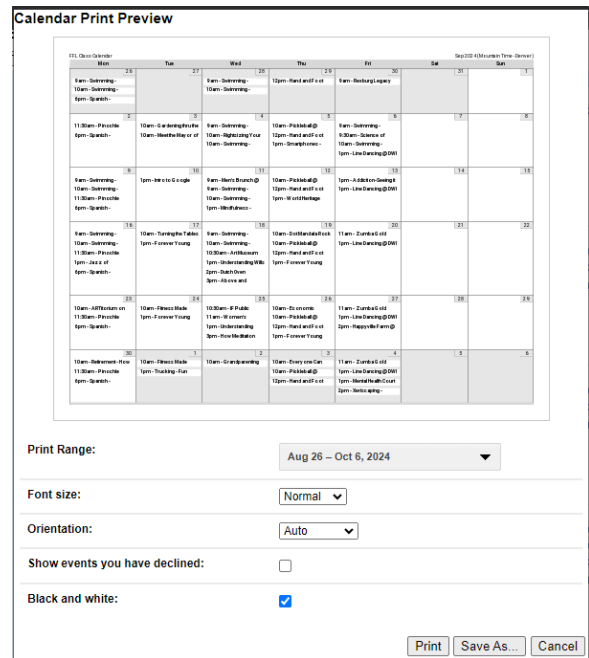 Calendar Print Preview
FFL Class Calendar
Sep 2024 (Mountain Time - Denver)
Mon Tue Wed Thu Fri Sat Sun
26
9am - Swimming -
10am - Swimming -
6pm - Spanish -
27
28
9am - Swimming -
10am - Swimming -
29
12pm - Hand and Foot
30
9am - Rexburg Legacy
31
1
2
11:30am - Pinochle
6pm - Spanish -
3
10am - Gardening thru the
10am - Meet the Mayor of
4
9am - Swimming -
10am - Rightsizing Your
10am - Swimming -
5
10am - Pickleball @
12pm - Hand and Foot
1pm - Smartphones -
6
9am - Swimming -
9:30am - Science of
10am - Swimming -
1pm - Line Dancing @ DWI
7
8
9
9am - Swimming -
10am - Swimming -
11:30am - Pinochle
6pm - Spanish -
10
1pm - Intro to Google
11
9am - Men's Brunch @
9am - Swimming -
10am - Swimming -
1pm - Mindfulness -
12
10am - Pickleball @
12pm - Hand and Foot
1pm - World Heritage
13
1pm - Addiction-Seeing it
1pm - Line Dancing @ DWI
14
15
16
9am - Swimming -
10am - Swimming -
11:30am - Pinochle
1pm - Jazz of
6pm - Spanish -
17
10am - Turning the Tables
1pm - Forever Young
18
9am - Swimming -
10am - Swimming -
10:30am - Art Museum
1pm - Understanding Wills
2pm - Dutch Oven
3pm - Above and
19
10am - Dot Mandala Rock
10am - Pickleball @
12pm - Hand and Foot
1pm - Forever Young
20
11am - Zumba Gold
1pm - Line Dancing @ DWI
21
22
23
10am - ARTitorium on
11:30am - Pinochle
6pm - Spanish -
24
10am - Fitness Made
1pm - Forever Young
25
10:30am - IF Public
11am - Women's
1pm - Understanding
3pm - How Meditation
26
10am - Economic
10am - Pickleball @
12pm - Hand and Foot
1pm - Forever Young
27
11am - Zumba Gold
1pm - Line Dancing @ DWI
2pm - Happyville Farm @
28
29
30
10am - Retirement - How
11:30am - Pinochle
6pm - Spanish -
1
10am - Fitness Made
1pm - Trucking - Fun
2
10am - Grandparenting
3
10am - Everyone Can
10am - Pickleball @
12pm - Hand and Foot
4
11am - Zumba Gold
1pm - Line Dancing @ DWI
1pm - Mental Health Court
2pm - Xeriscaping -
5
6
Print Range:
Aug 26 – Oct 6, 2024
Font size:
Normal
Orientation:
Auto
Show events you have declined:
Black and white:
Print
Save As...
Cancel